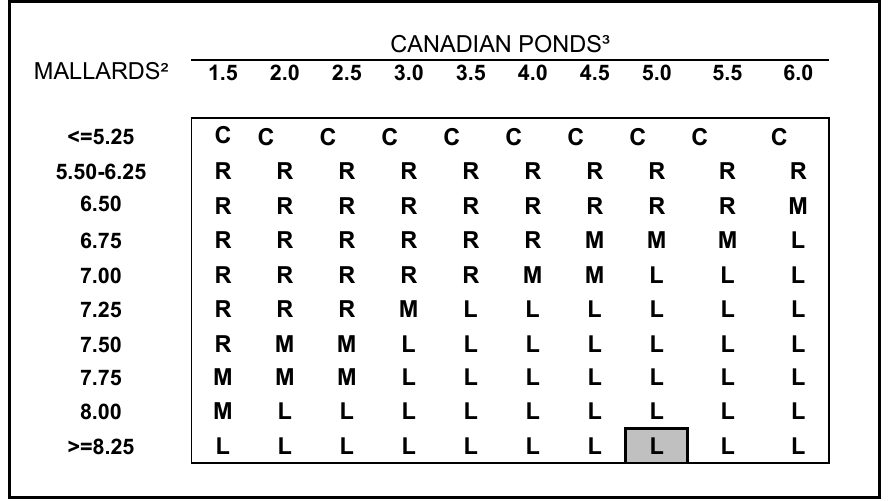 CANADIAN PONDS³
MALLARDS² 1.5 2.0 2.5 3.0 3.5 4.0 4.5 5.0 5.5 6.0
<=5.25 C C C C C C C C C C
5.50-6.25 R R R R R R R R R R
6.50 R R R R R R R R R M
6.75 R R R R R R M M M L
7.00 R R R R R M M L L L
7.25 R R R M L L L L L L
7.50 R M M L L L L L L L
7.75 M M M L L L L L L L
8.00 M L L L L L L L L L
>=8.25 L L L L L L L L L L